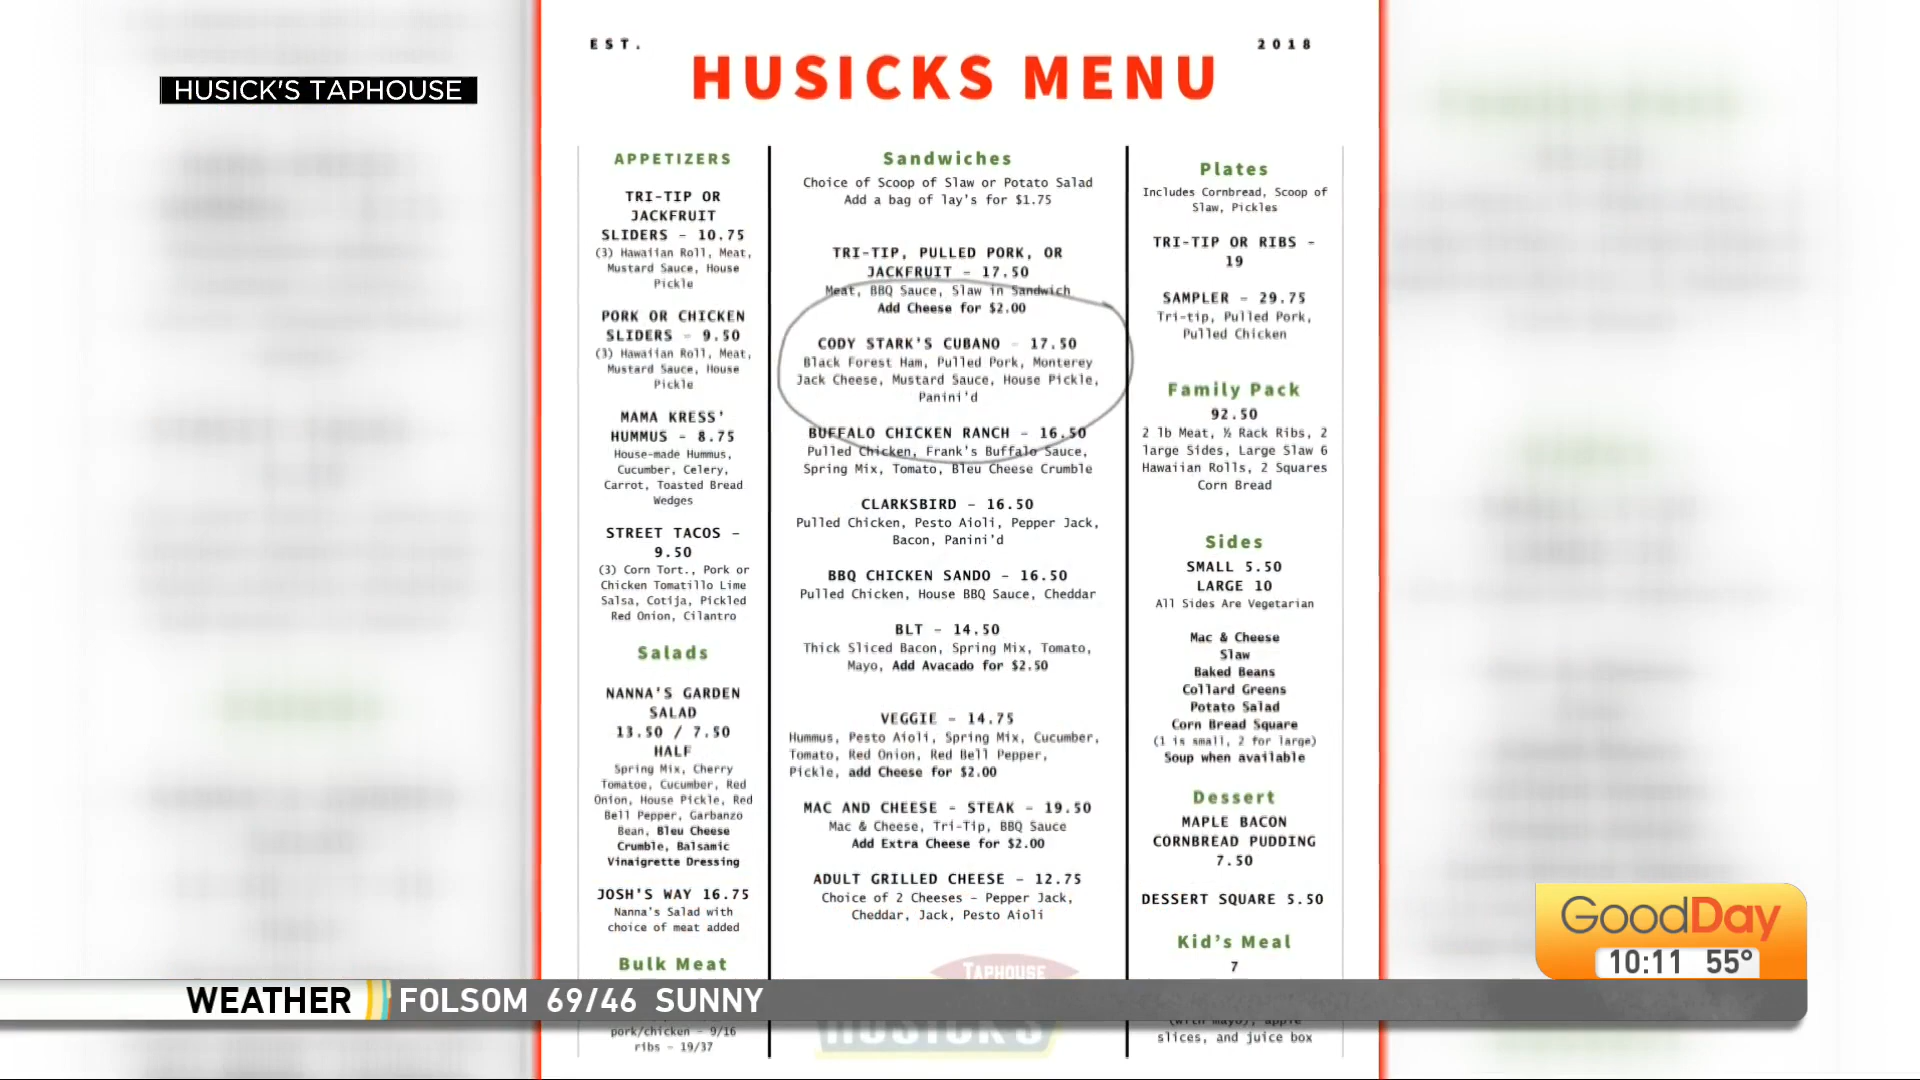 EST.
2018
HUSICKS MENU
HUSICK'S TAPHOUSE
APPETIZERS
TRI-TIP OR
JACKFRUIT
SLIDERS - 10.75
(3) Hawaiian Roll, Meat,
Mustard Sauce, House
Pickle
PORK OR CHICKEN
SLIDERS - 9.50
(3) Hawaiian Roll, Meat,
Mustard Sauce, House
Pickle
MAMA KRESS'
HUMMUS - 8.75
House-made Hummus,
Cucumber, Celery,
Carrot, Toasted Bread
Wedges
STREET TACOS -
9.50
(3) Corn Tort., Pork or
Chicken Tomatillo Lime
Salsa, Cotija, Pickled
Red Onion, Cilantro
Salads
NANNA'S GARDEN
SALAD
13.50 / 7.50
HALF
Spring Mix, Cherry
Tomatoe, Cucumber, Red
Onion, House Pickle, Red
Bell Pepper, Garbanzo
Bean, Bleu Cheese
Crumble, Balsamic
Vinaigrette Dressing
JOSH'S WAY 16.75
Nanna's Salad with
choice of meat added
Bulk Meat
pork/chicken - 9/16
ribs - 19/37
Sandwiches
Choice of Scoop of Slaw or Potato Salad
Add a bag of lay's for $1.75
TRI-TIP, PULLED PORK, OR
JACKFRUIT - 17.50
Meat, BBQ Sauce, Slaw in Sandwich
Add Cheese for $2.00
CODY STARK'S CUBANO - 17.50
Black Forest Ham, Pulled Pork, Monterey
Jack Cheese, Mustard Sauce, House Pickle,
Panini'd
BUFFALO CHICKEN RANCH - 16.50
Pulled Chicken, Frank's Buffalo Sauce,
Spring Mix, Tomato, Bleu Cheese Crumble
CLARKSBIRD - 16.50
Pulled Chicken, Pesto Aioli, Pepper Jack,
Bacon, Panini'd
BBQ CHICKEN SANDO - 16.50
Pulled Chicken, House BBQ Sauce, Cheddar
BLT - 14.50
Thick Sliced Bacon, Spring Mix, Tomato,
Mayo, Add Avacado for $2.50
VEGGIE - 14.75
Hummus, Pesto Aioli, Spring Mix, Cucumber,
Tomato, Red Onion, Red Bell Pepper,
Pickle, add Cheese for $2.00
MAC AND CHEESE - STEAK - 19.50
Mac & Cheese, Tri-Tip, BBQ Sauce
Add Extra Cheese for $2.00
ADULT GRILLED CHEESE - 12.75
Choice of 2 Cheeses - Pepper Jack,
Cheddar, Jack, Pesto Aioli
TAPHOUSE
HUSICK'S
Plates
Includes Cornbread, Scoop of
Slaw, Pickles
TRI-TIP OR RIBS -
19
SAMPLER - 29.75
Tri-tip, Pulled Pork,
Pulled Chicken
Family Pack
92.50
2 lb Meat, ½ Rack Ribs, 2
large Sides, Large Slaw 6
Hawaiian Rolls, 2 Squares
Corn Bread
Sides
SMALL 5.50
LARGE 10
All Sides Are Vegetarian
Mac & Cheese
Slaw
Baked Beans
Collard Greens
Potato Salad
Corn Bread Square
(1 is small, 2 for large)
Soup when available
Dessert
MAPLE BACON
CORNBREAD PUDDING
7.50
DESSERT SQUARE 5.50
Kid's Meal
7
(with mayo), apple
slices, and juice box
GoodDay
10:11 55°
WEATHER FOLSOM 69/46 SUNNY